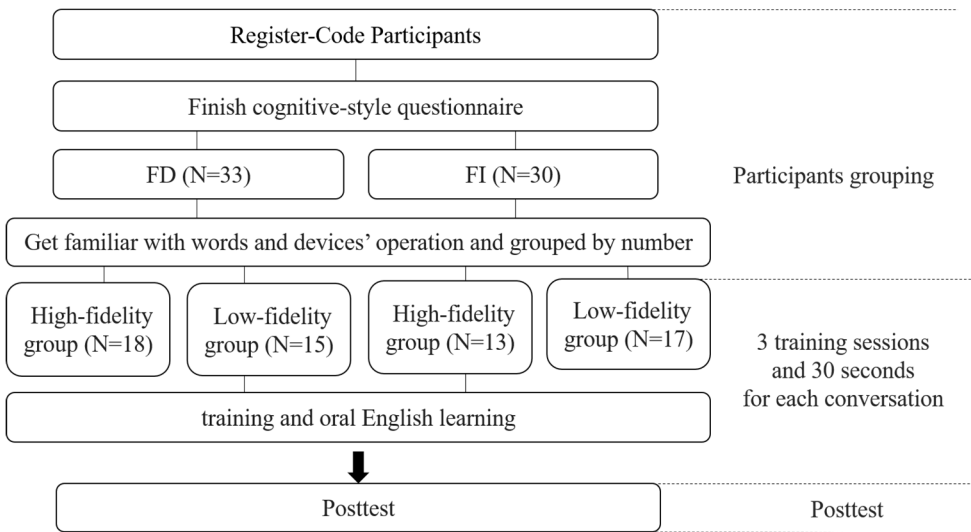 Register-Code Participants
Finish cognitive-style questionnaire
FD (N=33)
FI (N=30)
Participants grouping
Get familiar with words and devices' operation and grouped by number
High-fidelity
group (N=18)
Low-fidelity
group (N=15)
High-fidelity
group (N=13)
Low-fidelity
group (N=17)
3 training sessions
and 30 seconds
for each conversation
training and oral English learning
Posttest
Posttest